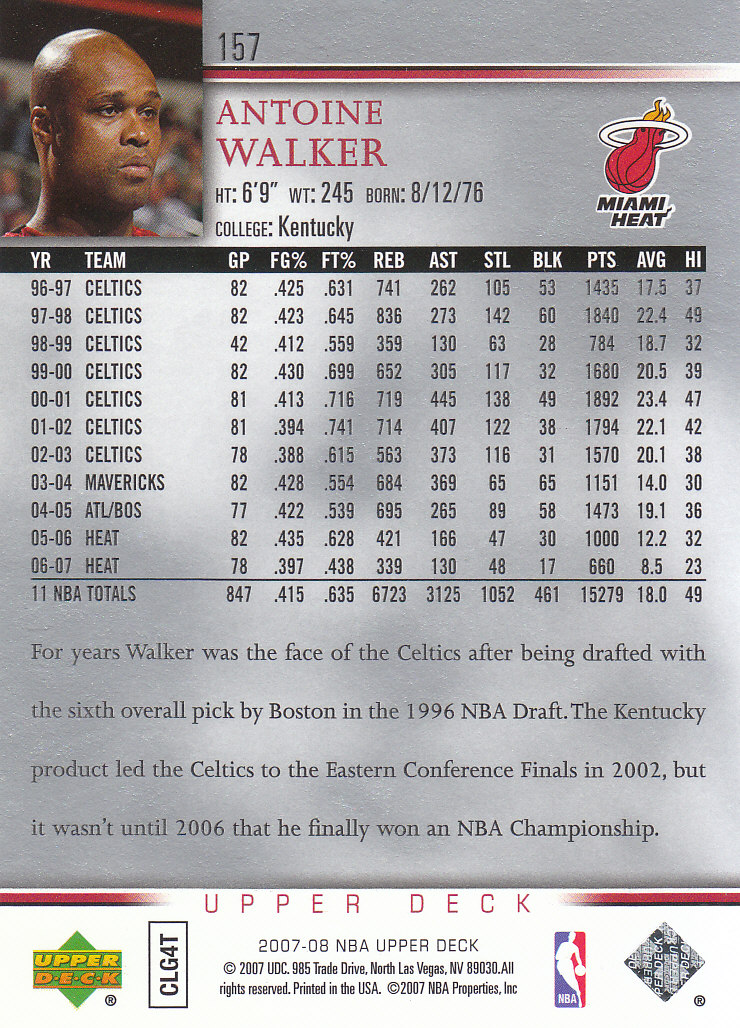 157
ANTOINE
WALKER
HT: 6'9" WT: 245 BORN: 8/12/76
COLLEGE: Kentucky
MIAMI
HEAT
YR TEAM GP FG% FT% REB AST STL BLK PTS AVG HI
96-97 CELTICS 82 .425 .631 741 262 105 53 1435 17.5 37
97-98 CELTICS 82 .423 .645 836 273 142 60 1840 22.4 49
98-99 CELTICS 42 .412 .559 359 130 63 28 784 18.7 32
99-00 CELTICS 82 .430 .699 652 305 117 32 1680 20.5 39
00-01 CELTICS 81 .413 .716 719 445 138 49 1892 23.4 47
01-02 CELTICS 81 .394 .741 714 407 122 38 1794 22.1 42
02-03 CELTICS 78 .388 .615 563 373 116 31 1570 20.1 38
03-04 MAVERICKS 82 .428 .554 684 369 65 65 1151 14.0 30
04-05 ATL/BOS 77 .422 .539 695 265 89 58 1473 19.1 36
05-06 HEAT 82 .435 .628 421 166 47 30 1000 12.2 32
06-07 HEAT 78 .397 .438 339 130 48 17 660 8.5 23
11 NBA TOTALS 847 .415 .635 6723 3125 1052 461 15279 18.0 49
For years Walker was the face of the Celtics after being drafted with
the sixth overall pick by Boston in the 1996 NBA Draft. The Kentucky
product led the Celtics to the Eastern Conference Finals in 2002, but
it wasn't until 2006 that he finally won an NBA Championship.
UPPER DECK
UPPER
D·E·C·K
®
CLG4T
2007-08 NBA UPPER DECK
© 2007 UDC. 985 Trade Drive, North Las Vegas, NV 89030. All
rights reserved. Printed in the USA. ©2007 NBA Properties, Inc
NBA
®